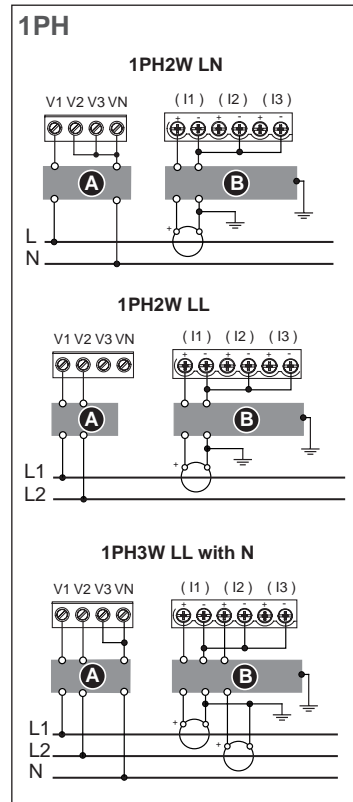 1PH
1PH2W LN
V1 V2 V3 VN ( I1 ) ( I2 ) ( I3 )
+ - + - + -
A B
+
L
N
1PH2W LL
V1 V2 V3 VN ( I1 ) ( I2 ) ( I3 )
+ - + - + -
A B
+
L1
L2
1PH3W LL with N
V1 V2 V3 VN ( I1 ) ( I2 ) ( I3 )
+ - + - + -
A B
+
L1
+
L2
N